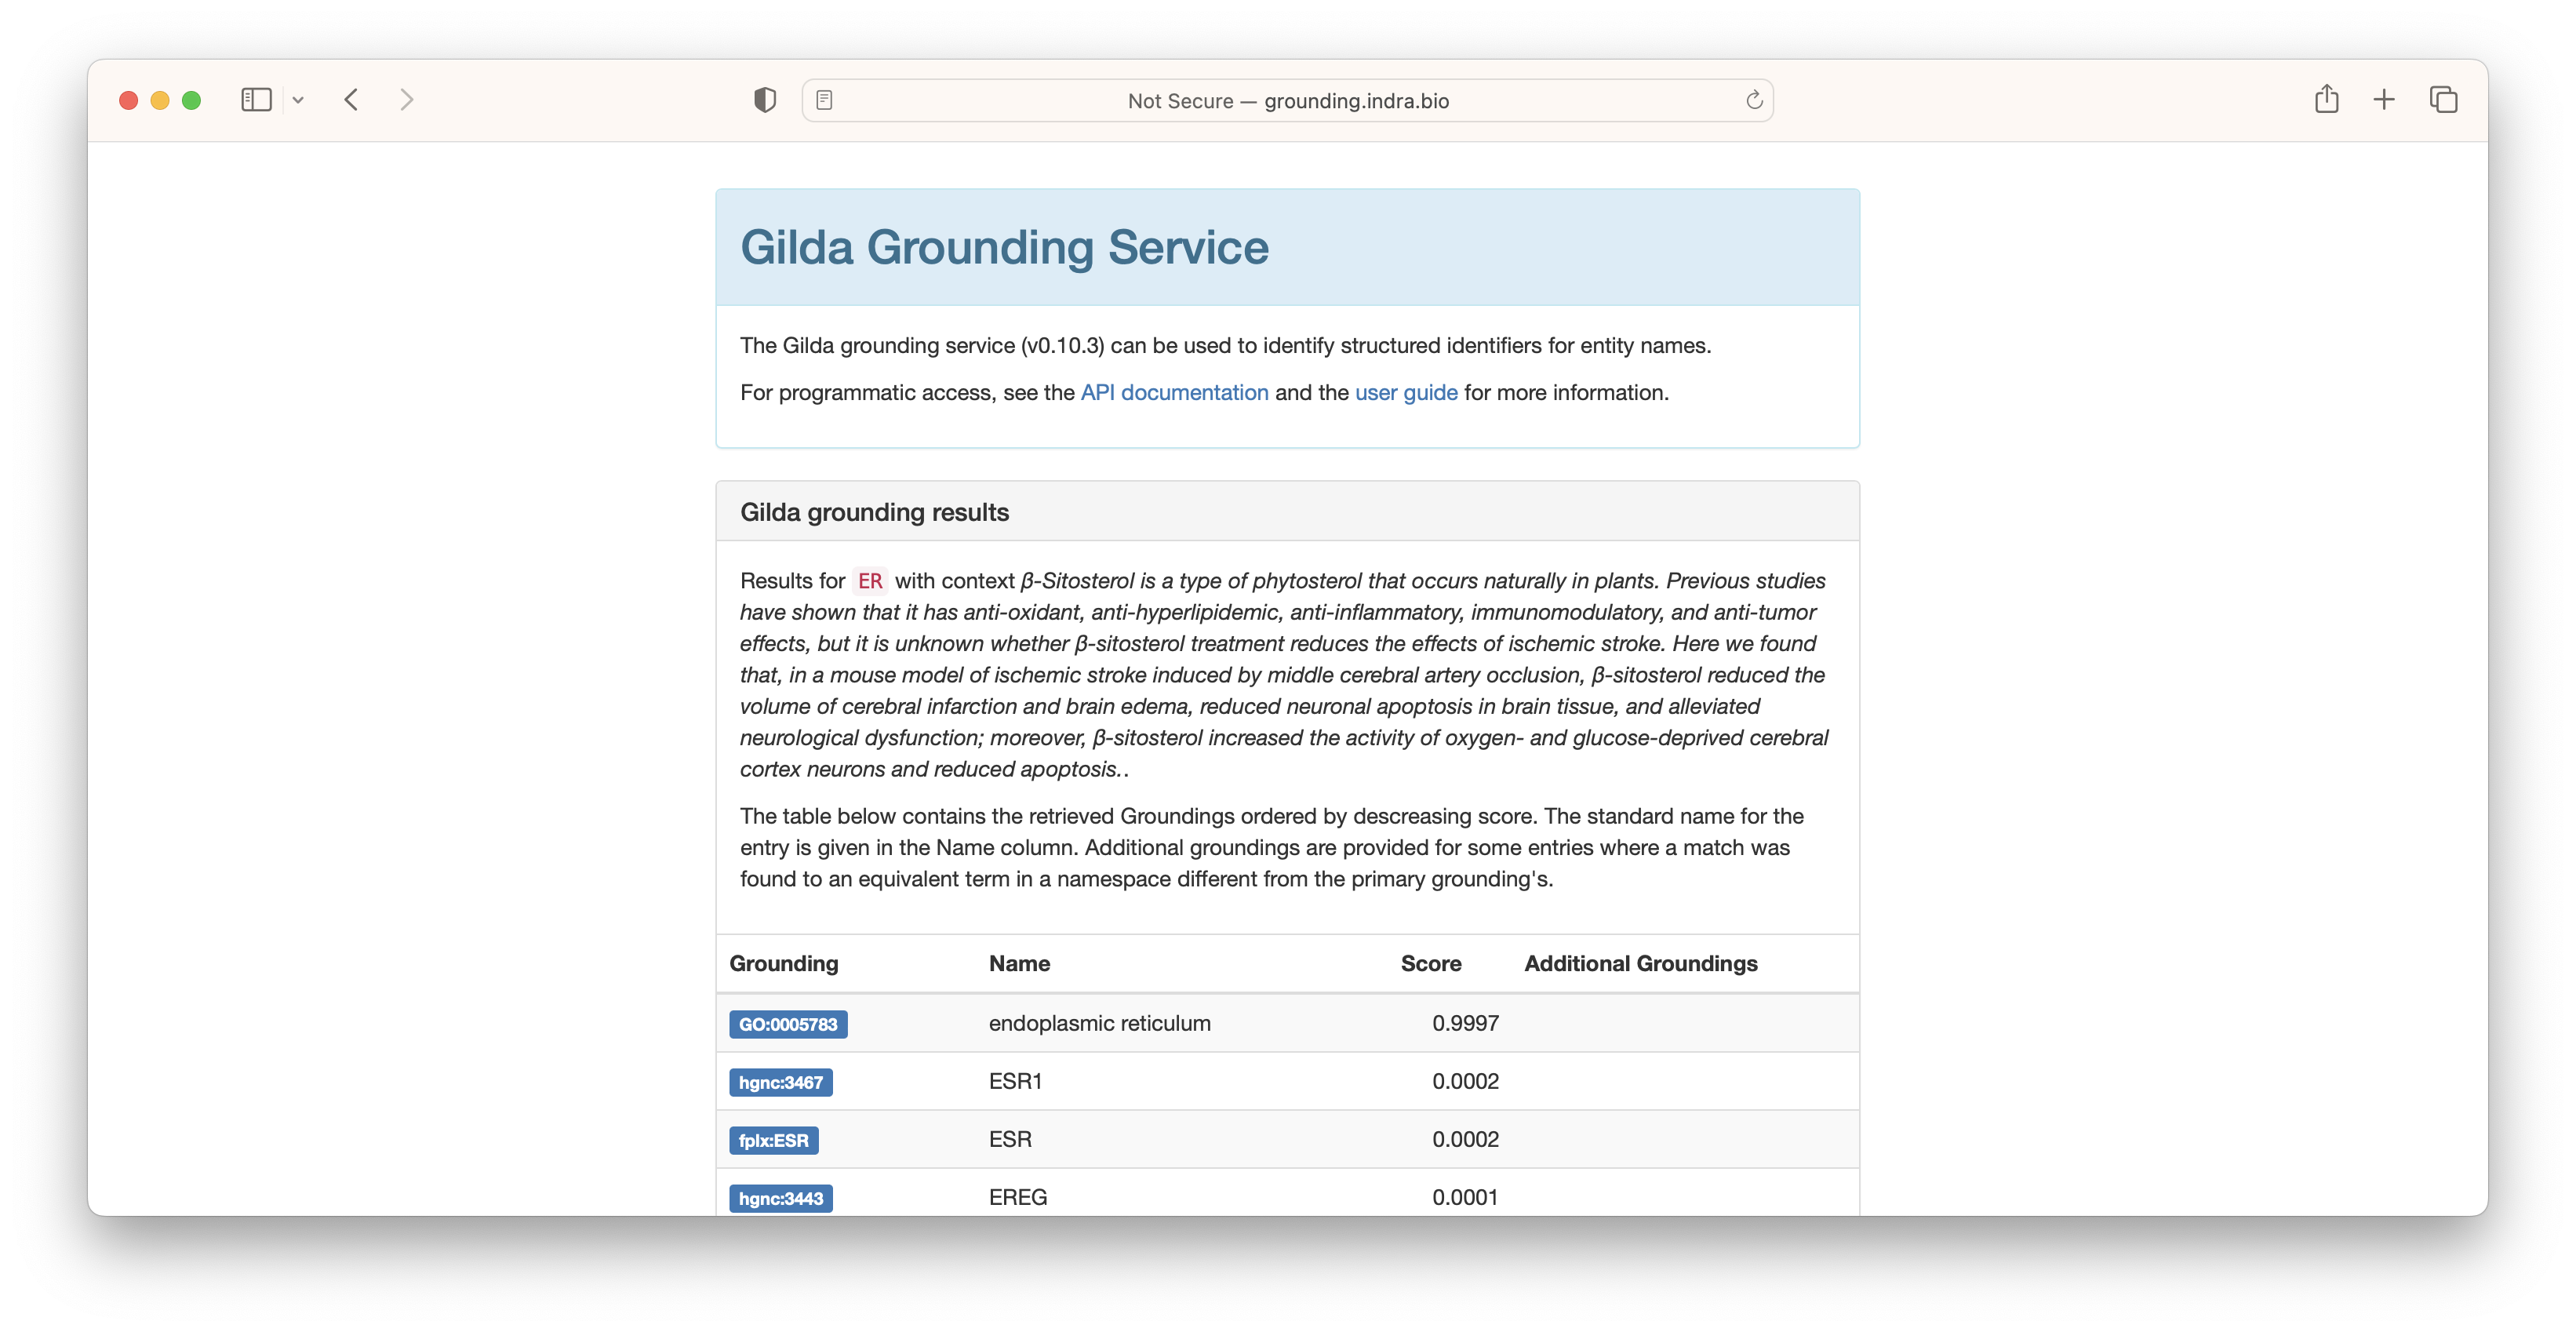 Not Secure — grounding.indra.bio
Gilda Grounding Service
The Gilda grounding service (v0.10.3) can be used to identify structured identifiers for entity names.
For programmatic access, see the API documentation and the user guide for more information.
Gilda grounding results
Results for ER with context β-Sitosterol is a type of phytosterol that occurs naturally in plants. Previous studies
have shown that it has anti-oxidant, anti-hyperlipidemic, anti-inflammatory, immunomodulatory, and anti-tumor
effects, but it is unknown whether β-sitosterol treatment reduces the effects of ischemic stroke. Here we found
that, in a mouse model of ischemic stroke induced by middle cerebral artery occlusion, β-sitosterol reduced the
volume of cerebral infarction and brain edema, reduced neuronal apoptosis in brain tissue, and alleviated
neurological dysfunction; moreover, β-sitosterol increased the activity of oxygen- and glucose-deprived cerebral
cortex neurons and reduced apoptosis..
The table below contains the retrieved Groundings ordered by descreasing score. The standard name for the
entry is given in the Name column. Additional groundings are provided for some entries where a match was
found to an equivalent term in a namespace different from the primary grounding's.
Grounding Name Score Additional Groundings
GO:0005783 endoplasmic reticulum 0.9997
hgnc:3467 ESR1 0.0002
fplx:ESR ESR 0.0002
hgnc:3443 EREG 0.0001